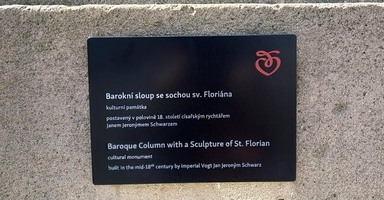 Barokní sloup se sochou sv. Floriána
kulturní památka
postavený v polovině 18. století císařským rychtářem
Janem Jeronýmem Schwarzem
Baroque Column with a Sculpture of St. Florian
cultural monument
built in the mid-18th century by Imperial Vogt Jan Jeroným Schwarz